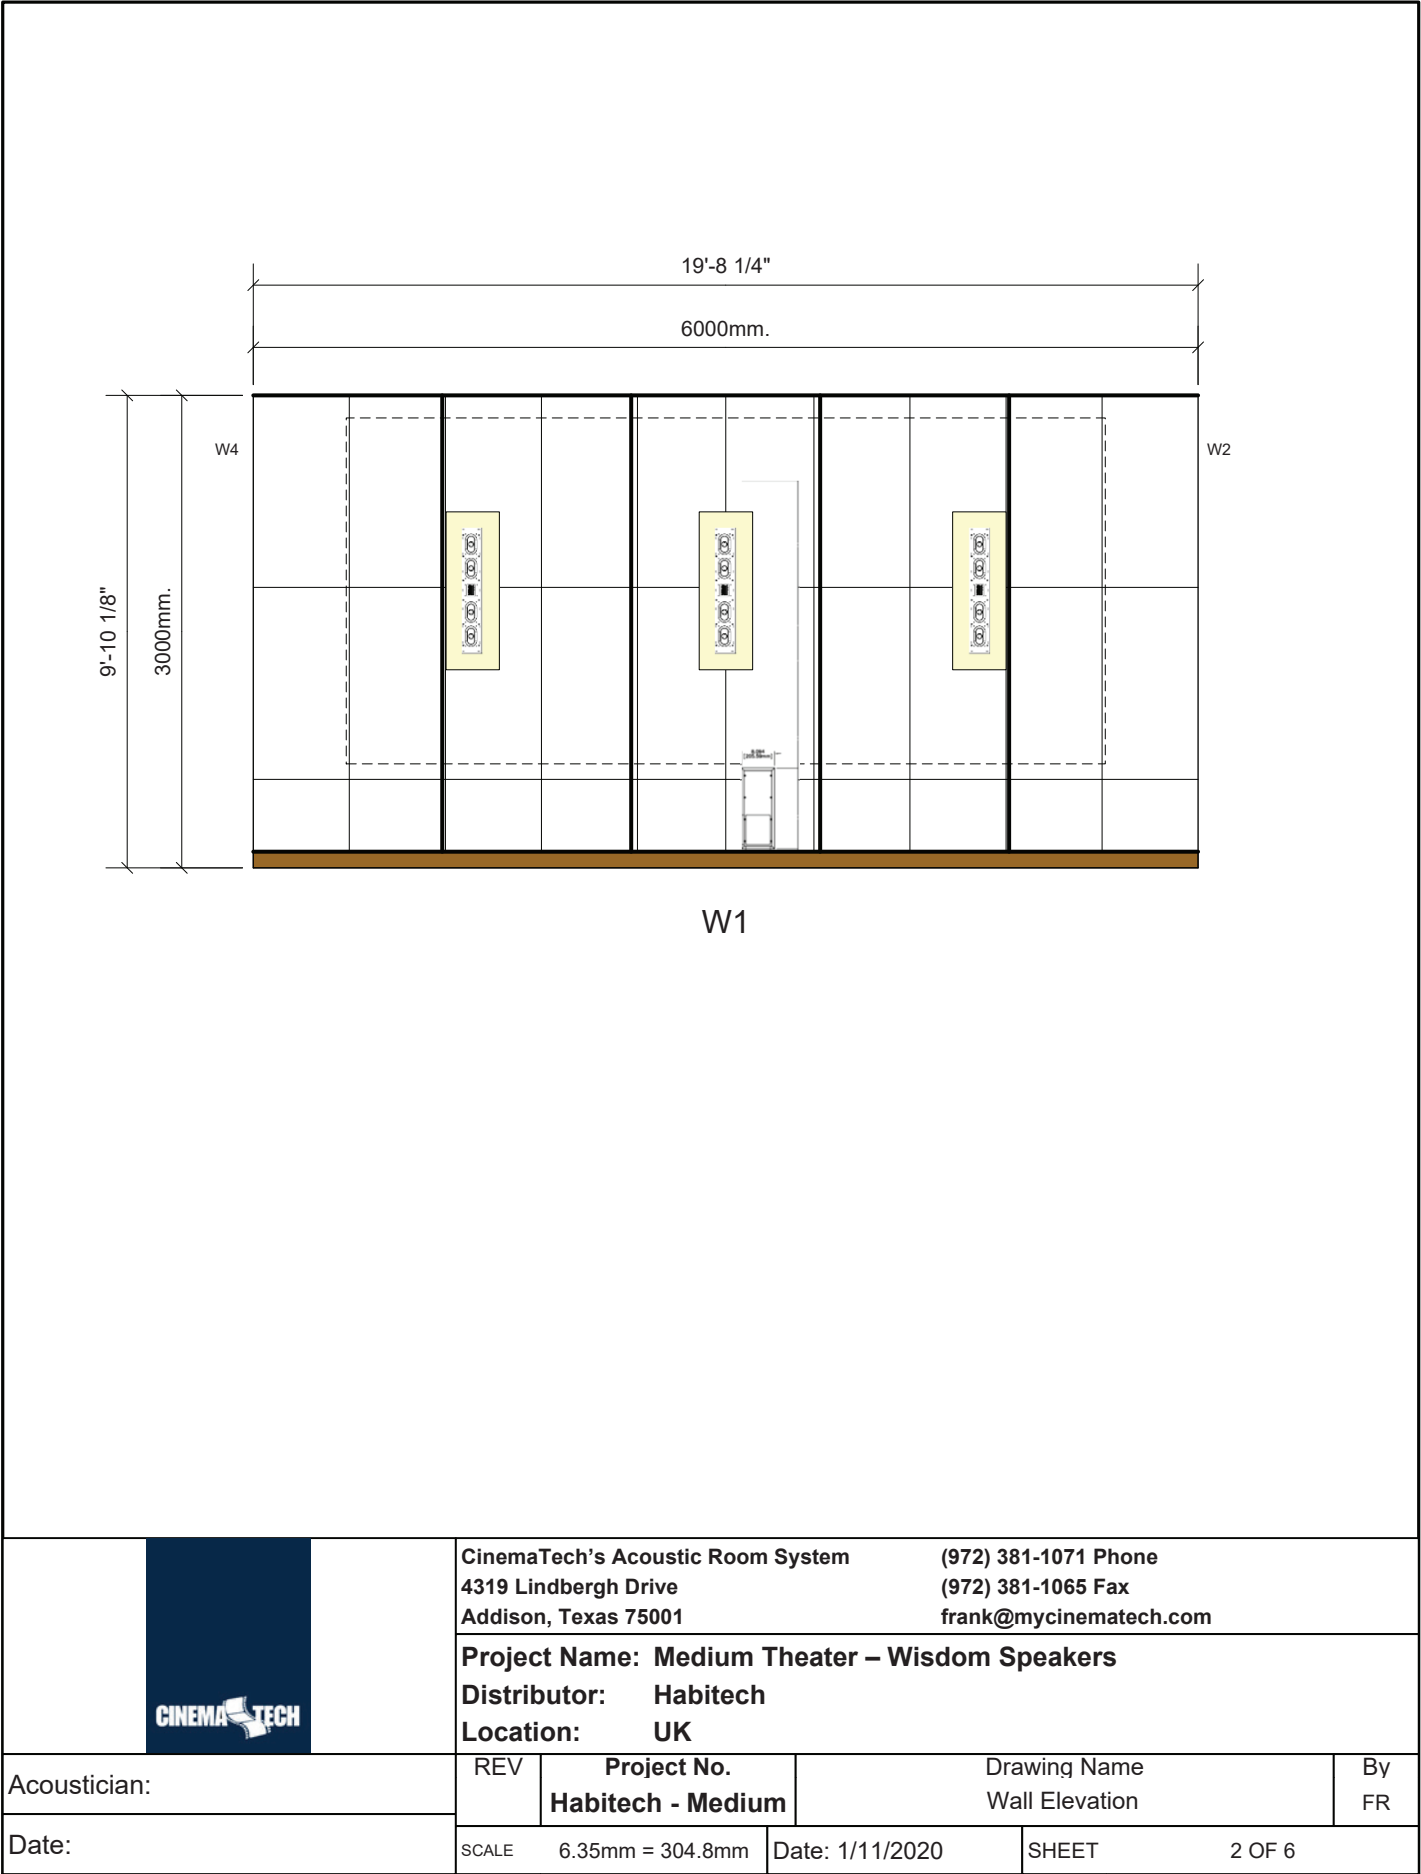 19'-8 1/4"
6000mm.
W4
W2
9'-10 1/8"
3000mm.
W1
CINEMA TECH
CinemaTech’s Acoustic Room System
4319 Lindbergh Drive
Addison, Texas 75001
(972) 381-1071 Phone
(972) 381-1065 Fax
frank@mycinematech.com
Project Name: Medium Theater – Wisdom Speakers
Distributor: Habitech
Location: UK
Acoustician:
Date:
REV
Project No.
Habitech - Medium
Drawing Name
Wall Elevation
By
FR
SCALE 6.35mm = 304.8mm
Date: 1/11/2020
SHEET 2 OF 6